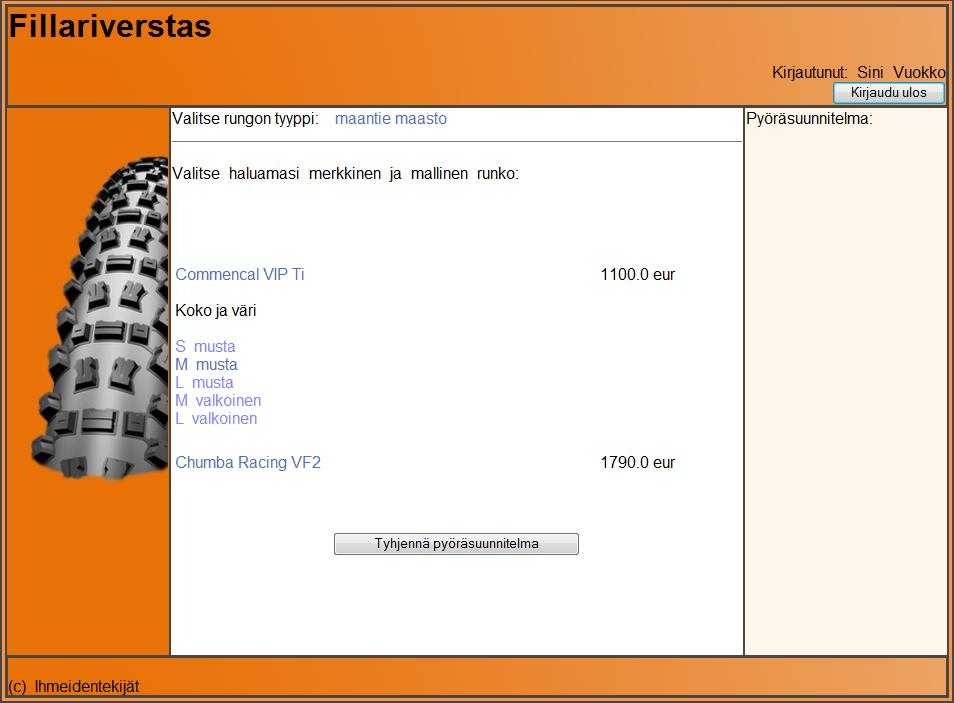 Fillariverstas
Kirjautunut: Sini Vuokko
Kirjaudu ulos
Valitse rungon tyyppi: maantie maasto
Valitse haluamasi merkkinen ja mallinen runko:
Commencal VIP Ti 1100.0 eur
Koko ja väri
S musta
M musta
L musta
M valkoinen
L valkoinen
Chumba Racing VF2 1790.0 eur
Tyhjennä pyöräsuunnitelma
Pyöräsuunnitelma:
(c) Ihmeidentekijät